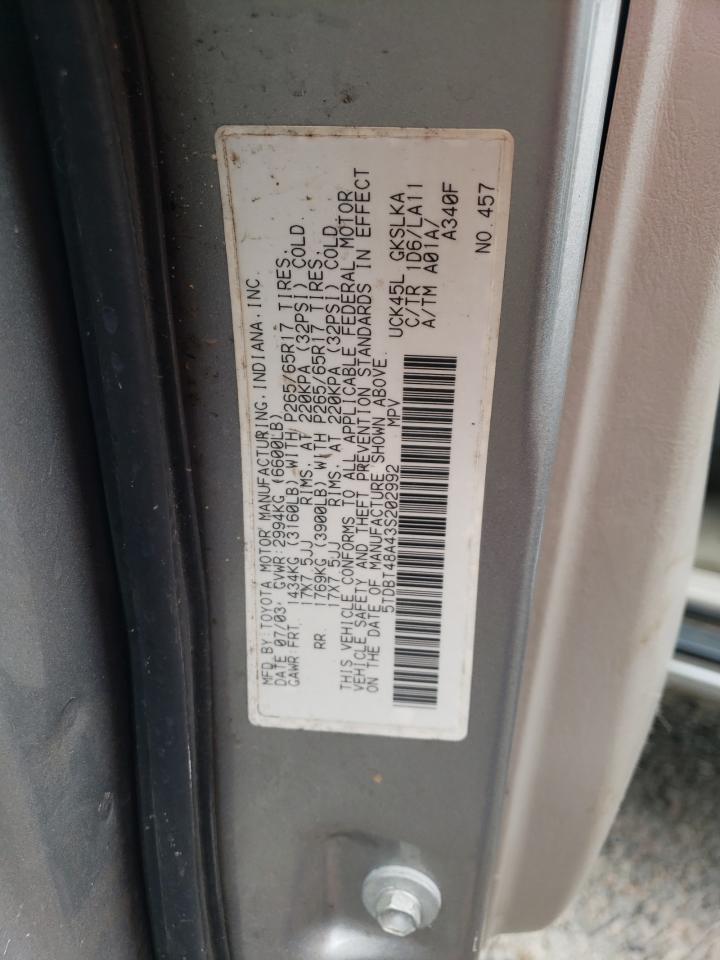 MFD.BY:TOYOTA MOTOR MANUFACTURING,INDIANA,INC.
DATE 07/03, GVWR:2994KG (6600LB)
GAWR FRT. 1434KG (3160LB) WITH P265/65R17 TIRES.
17X7.5JJ RIMS. AT 220KPA (32PSI) COLD.
RR. 1769KG (3900LB) WITH P265/65R17 TIRES.
17X7.5JJ RIMS. AT 220KPA (32PSI) COLD.
THIS VEHICLE CONFORMS TO ALL APPLICABLE FEDERAL MOTOR
VEHICLE SAFETY AND THEFT PREVENTION STANDARDS IN EFFECT
ON THE DATE OF MANUFACTURE SHOWN ABOVE.
5TDBT48A43S202992 MPV
UCK45L GKSLKA
C/TR 1D6/LA11
A/TM A01A/
A340F
NO.457